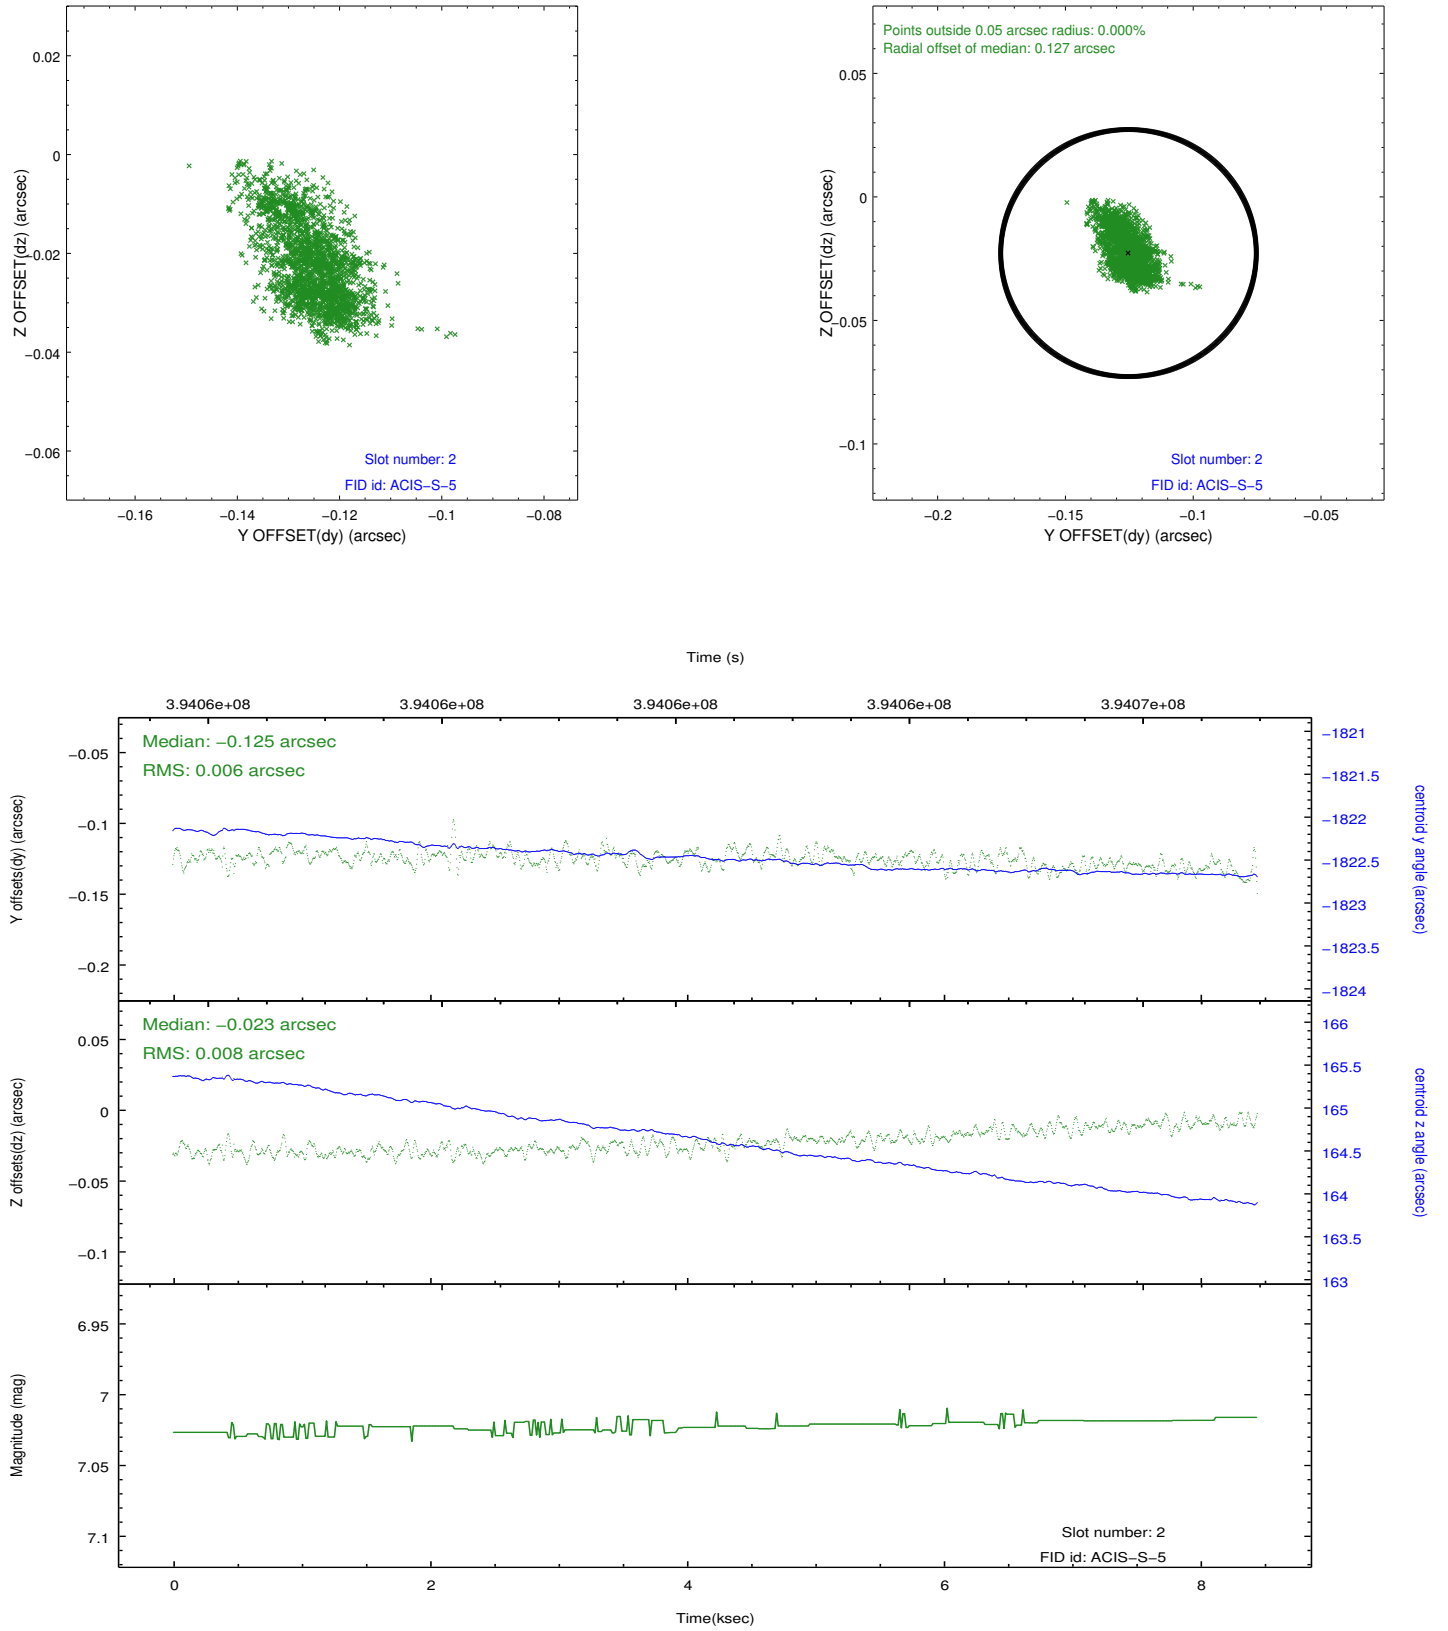 0.02
0
−0.02
−0.04
−0.06
Z OFFSET(dz) (arcsec)
Slot number: 2
FID id: ACIS−S−5
−0.16
−0.14
−0.12
−0.1
−0.08
Y OFFSET(dy) (arcsec)
Points outside 0.05 arcsec radius: 0.000%
Radial offset of median: 0.127 arcsec
0.05
0
−0.05
−0.1
Z OFFSET(dz) (arcsec)
Slot number: 2
FID id: ACIS−S−5
−0.2
−0.15
−0.1
−0.05
Y OFFSET(dy) (arcsec)
Time (s)
3.9406e+08
3.9406e+08
3.9406e+08
3.9406e+08
3.9407e+08
Median: −0.125 arcsec
RMS: 0.006 arcsec
−0.05
−0.1
−0.15
−0.2
Y offsets(dy) (arcsec)
−1821
−1821.5
−1822
−1822.5
−1823
−1823.5
−1824
centroid y angle (arcsec)
Median: −0.023 arcsec
RMS: 0.008 arcsec
0.05
0
−0.05
−0.1
Z offsets(dz) (arcsec)
166
165.5
165
164.5
164
163.5
163
centroid z angle (arcsec)
6.95
7
7.05
7.1
Magnitude (mag)
Slot number: 2
FID id: ACIS−S−5
0
2
4
6
8
Time(ksec)